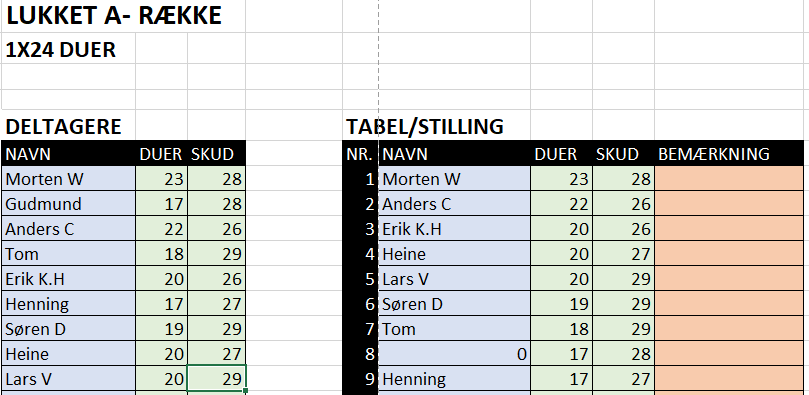 LUKKET A- RÆKKE
1X24 DUER
DELTAGERE
NAVN DUER SKUD
Morten W 23 28
Gudmund 17 28
Anders C 22 26
Tom 18 29
Erik K.H 20 26
Henning 17 27
Søren D 19 29
Heine 20 27
Lars V 20 29
TABEL/STILLING
NR. NAVN DUER SKUD BEMÆRKNING
1 Morten W 23 28
2 Anders C 22 26
3 Erik K.H 20 26
4 Heine 20 27
5 Lars V 20 29
6 Søren D 19 29
7 Tom 18 29
8 0 17 28
9 Henning 17 27